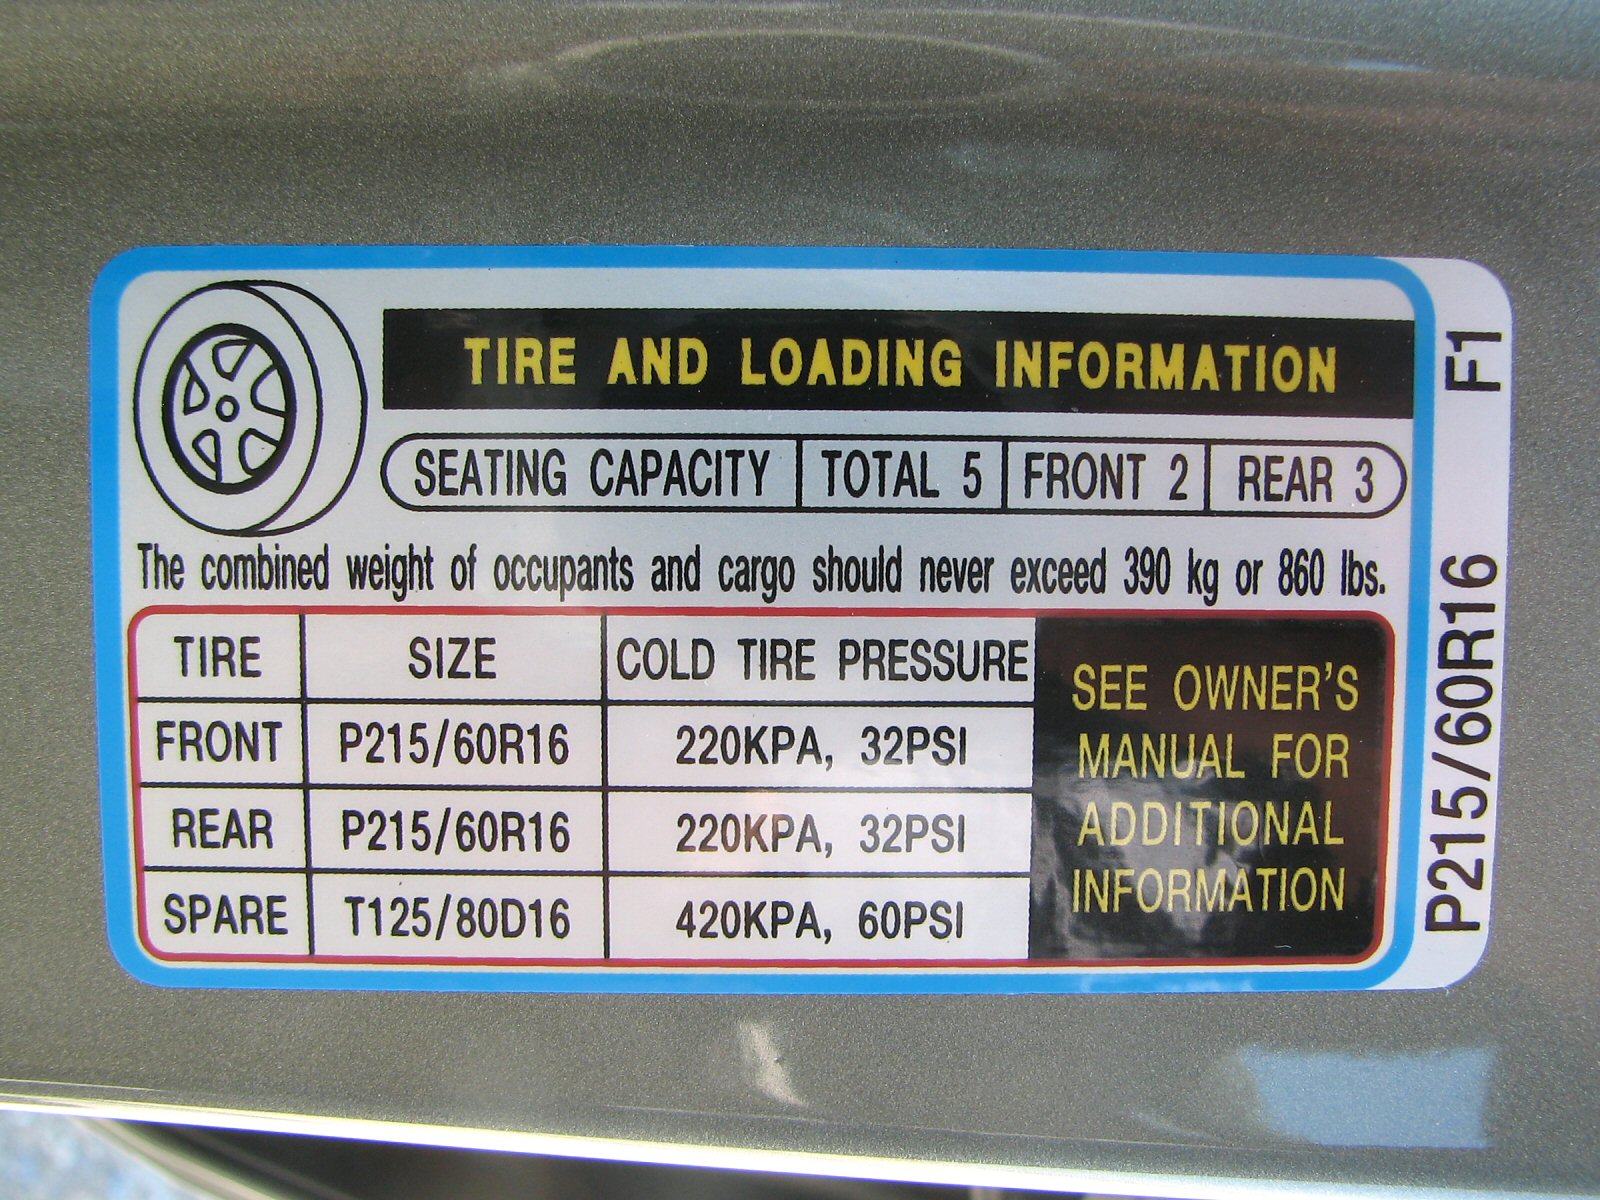 TIRE AND LOADING INFORMATION
SEATING CAPACITY TOTAL 5 FRONT 2 REAR 3
The combined weight of occupants and cargo should never exceed 390 kg or 860 lbs.
TIRE SIZE COLD TIRE PRESSURE
FRONT P215/60R16 220KPA, 32PSI
REAR P215/60R16 220KPA, 32PSI
SPARE T125/80D16 420KPA, 60PSI
SEE OWNER'S
MANUAL FOR
ADDITIONAL
INFORMATION
P215/60R16 F1